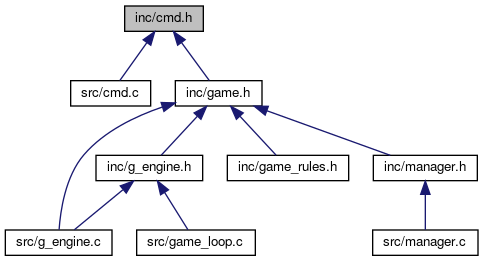 inc/cmd.h
src/cmd.c
inc/game.h
inc/g_engine.h
inc/game_rules.h
inc/manager.h
src/g_engine.c
src/game_loop.c
src/manager.c